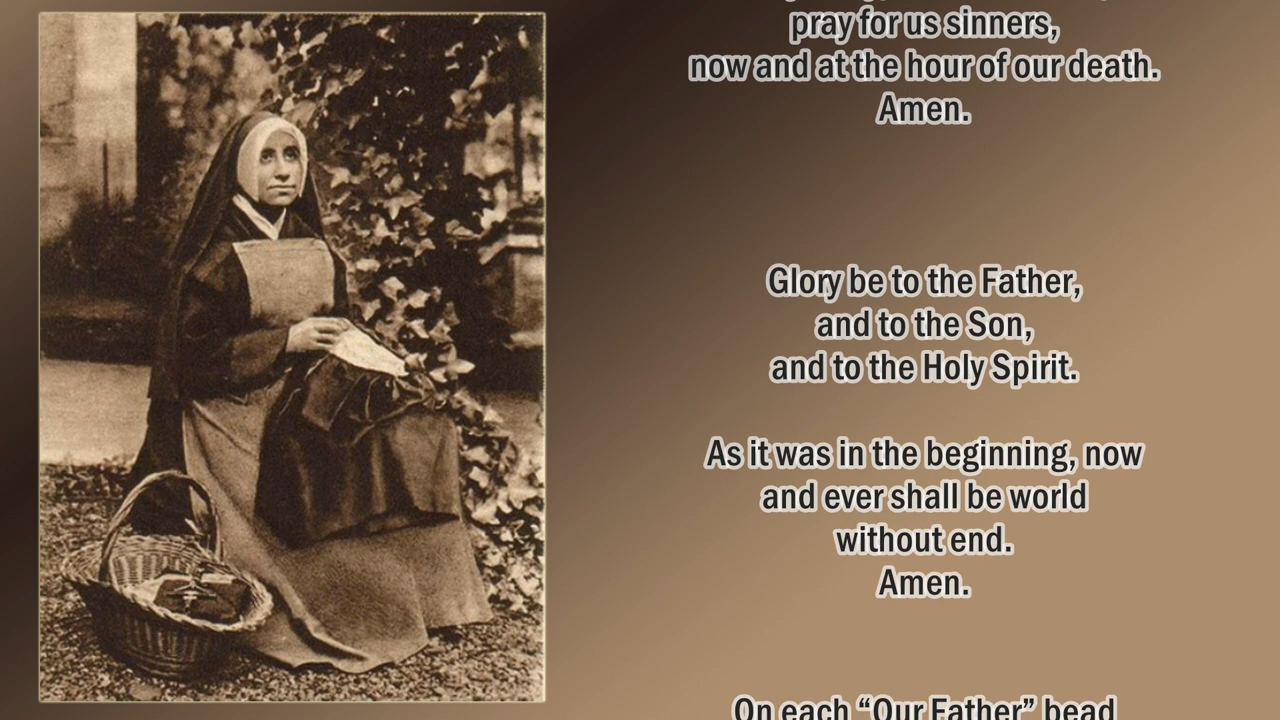 pray for us sinners,
now and at the hour of our death.
Amen.
Glory be to the Father,
and to the Son,
and to the Holy Spirit.
As it was in the beginning, now
and ever shall be world
without end.
Amen.
On each “Our Father” bead